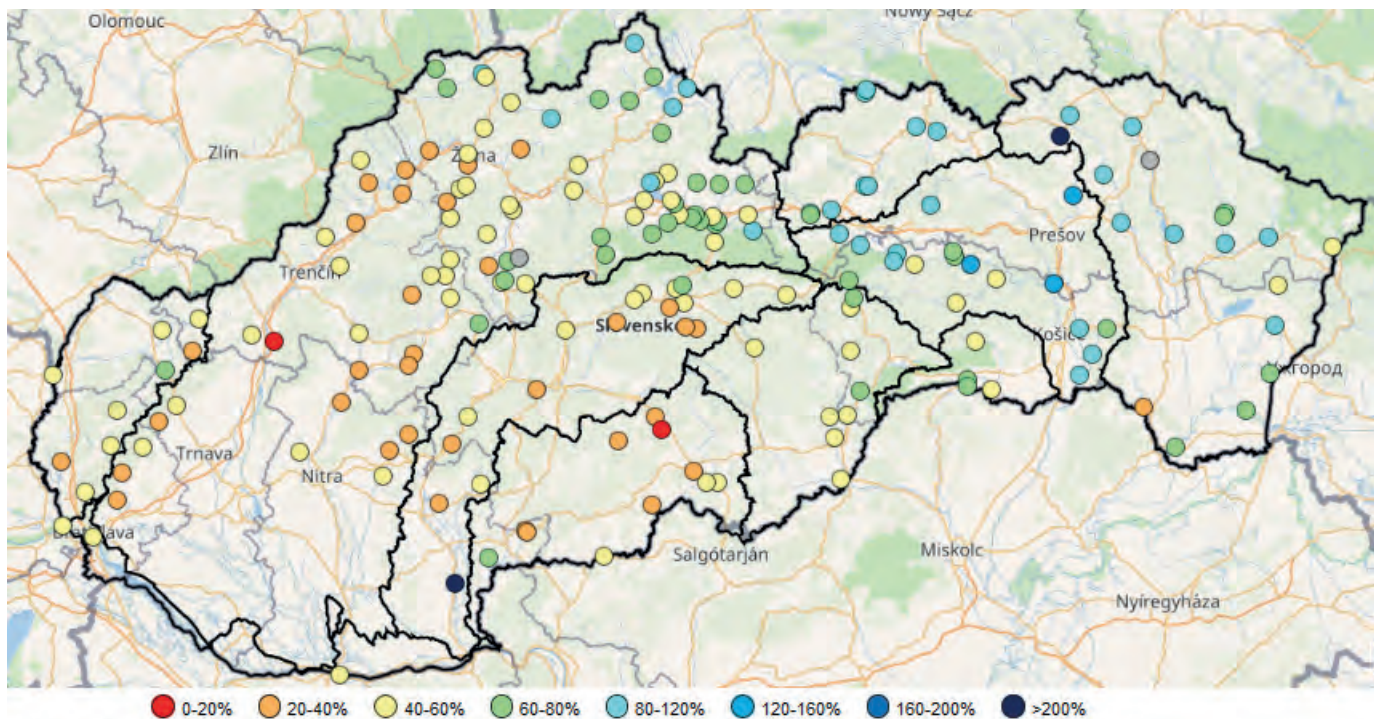 Olomouc
Nowy Sącz
Zlín
Žilina
Prešov
Trenčín
Slovensko
Košice
Ужгород
Trnava
Nitra
Bratislava
Salgótarján
Miskolc
Nyíregyháza
0-20% 20-40% 40-60% 60-80% 80-120% 120-160% 160-200% >200%